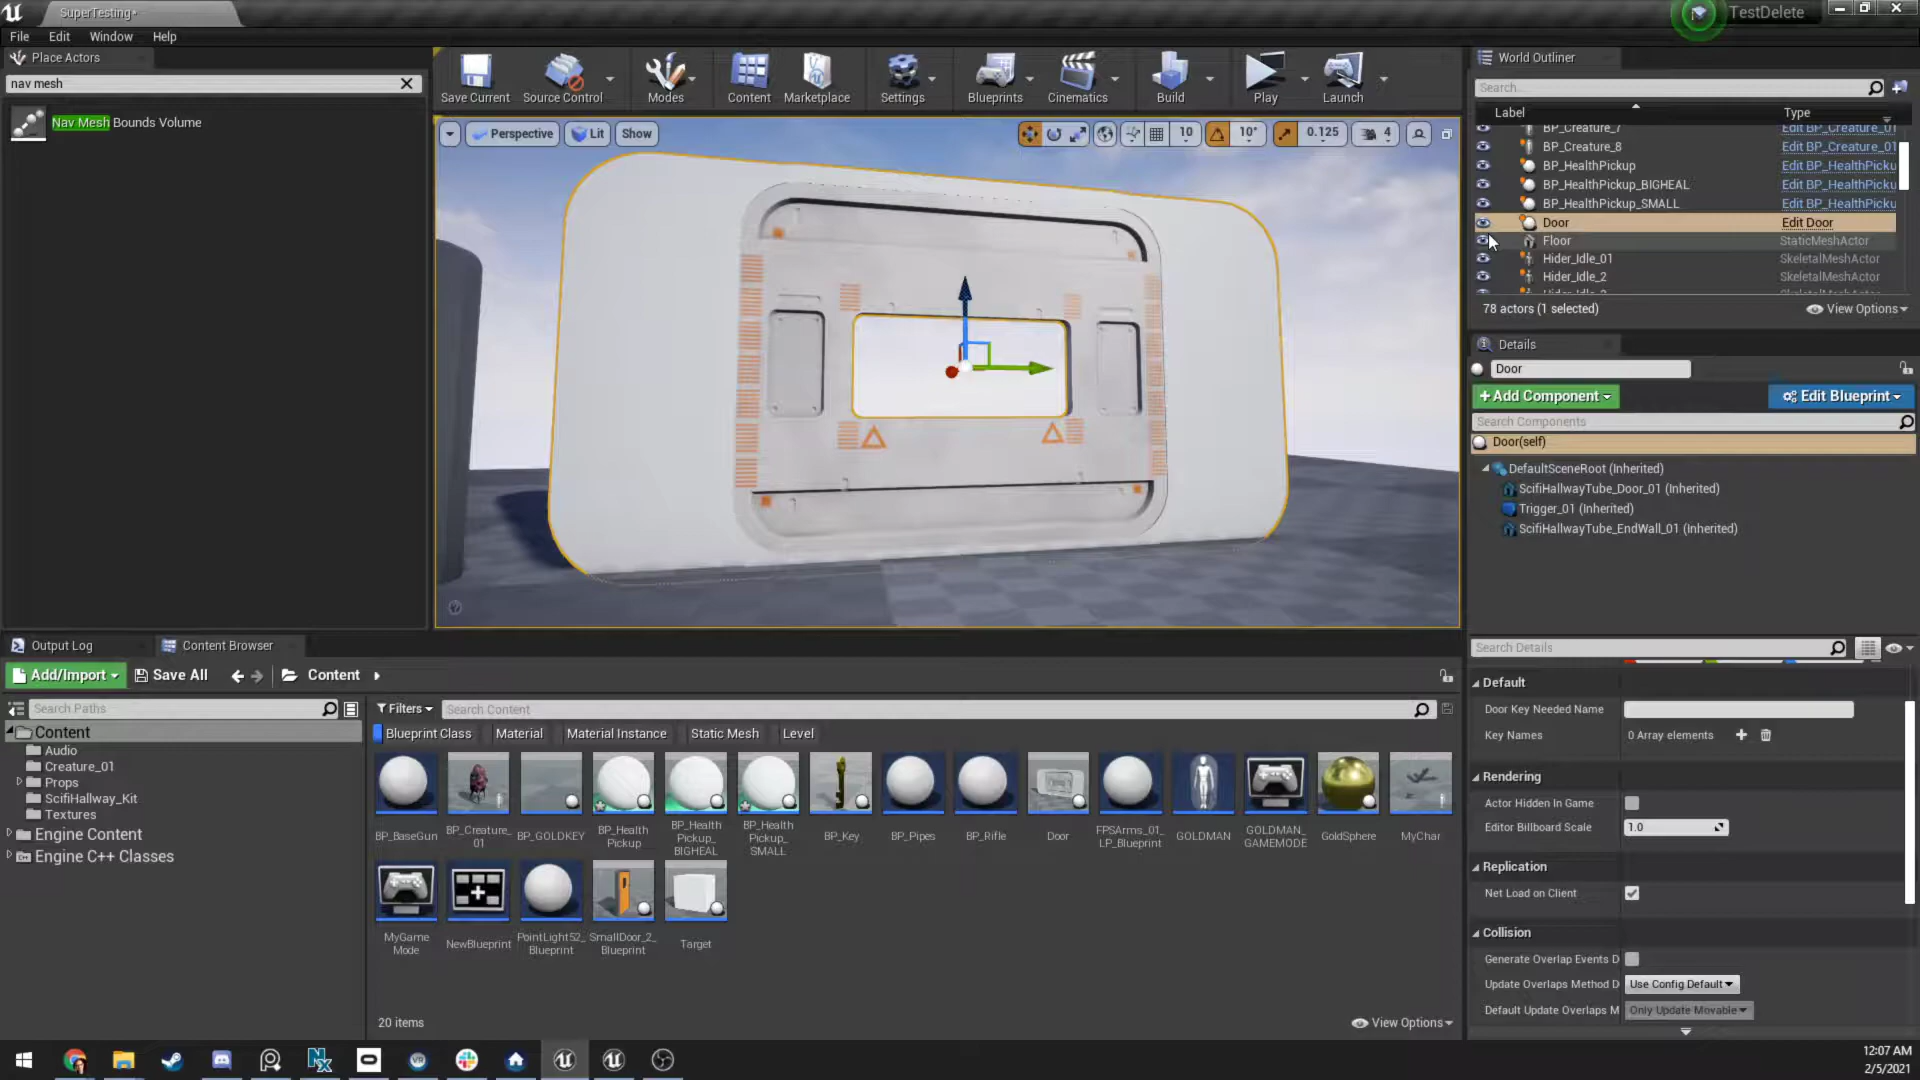 SuperTesting•
TestDelete
File Edit Window Help
Place Actors
nav mesh
Nav Mesh Bounds Volume
Save Current
Source Control
Modes
Content
Marketplace
Settings
Blueprints
Cinematics
Build
Play
Launch
Perspective
Lit
Show
10
10°
0.125
4
World Outliner
Search...
Label Type
BP_Creature_7 Edit BP_Creature_01
BP_Creature_8 Edit BP_Creature_01
BP_HealthPickup Edit BP_HealthPicku
BP_HealthPickup_BIGHEAL Edit BP_HealthPicku
BP_HealthPickup_SMALL Edit BP_HealthPicku
Door Edit Door
Floor StaticMeshActor
Hider_Idle_01 SkeletalMeshActor
Hider_Idle_2 SkeletalMeshActor
78 actors (1 selected)
View Options
Details
Door
+Add Component
Edit Blueprint
Search Components
Door(self)
DefaultSceneRoot (Inherited)
ScifiHallwayTube_Door_01 (Inherited)
Trigger_01 (Inherited)
ScifiHallwayTube_EndWall_01 (Inherited)
Search Details
Default
Door Key Needed Name
Key Names 0 Array elements
Rendering
Actor Hidden In Game
Editor Billboard Scale 1.0
Replication
Net Load on Client
Collision
Generate Overlap Events D
Update Overlaps Method D Use Config Default
Default Update Overlaps M Only Update Movable
Output Log
Content Browser
Add/Import
Save All
Content
Search Paths
Filters
Search Content
Content
Audio
Creature_01
Props
ScifiHallway_Kit
Textures
Engine Content
Engine C++ Classes
Blueprint Class
Material
Material Instance
Static Mesh
Level
BP_BaseGun
BP_Creature_
01
BP_GOLDKEY
BP_Health
Pickup
BP_Health
Pickup_
BIGHEAL
BP_Health
Pickup_
SMALL
BP_Key
BP_Pipes
BP_Rifle
Door
FPSArms_01_
LP_Blueprint
GOLDMAN
GOLDMAN_
GAMEMODE
GoldSphere
MyChar
MyGame
Mode
NewBlueprint
PointLight52_
Blueprint
SmallDoor_2_
Blueprint
Target
20 items
View Options
12:07 AM
2/5/2021